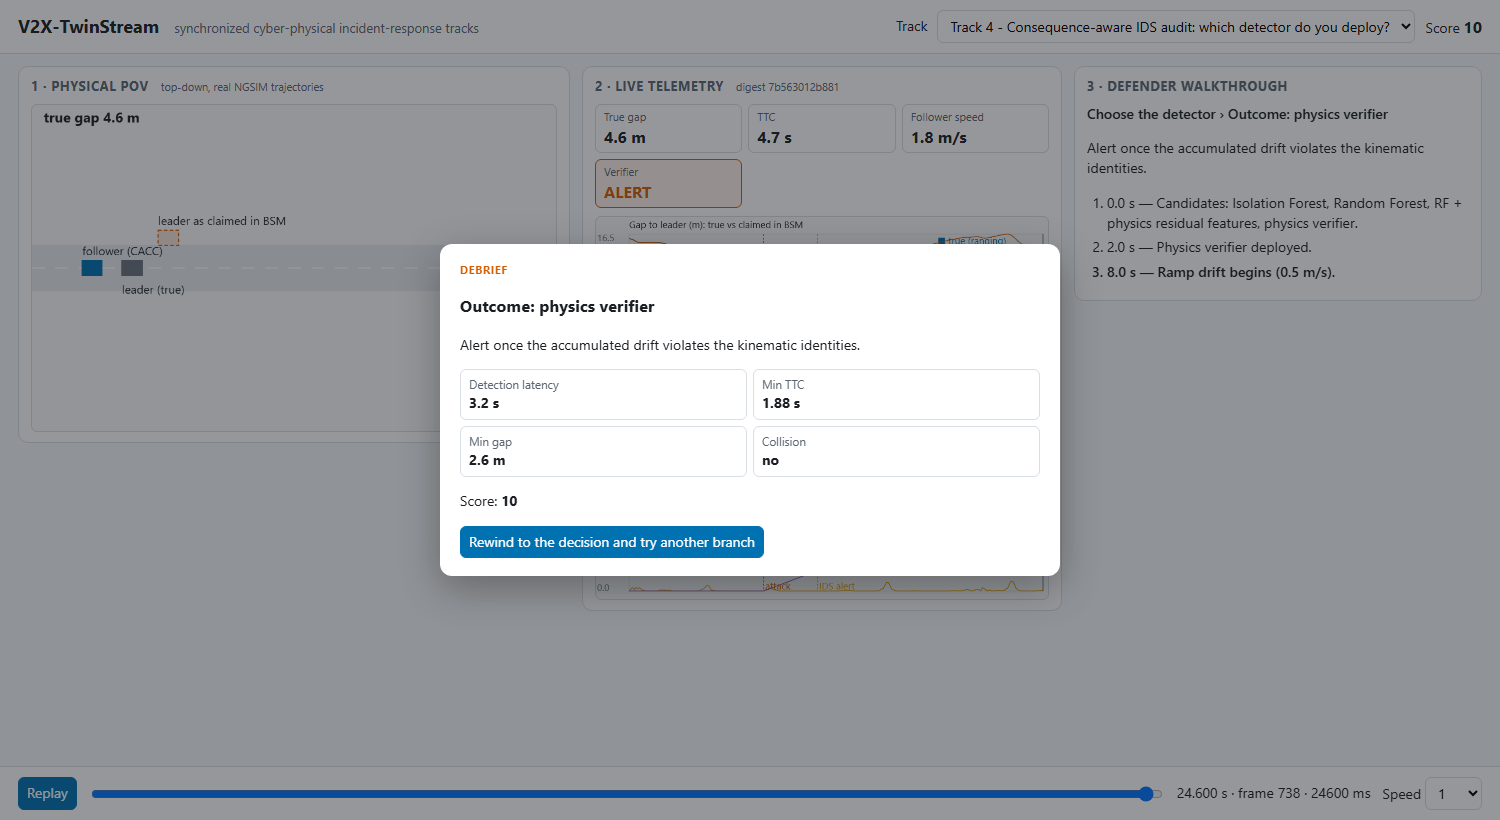 V2X-TwinStream synchronized cyber-physical incident-response tracks
Track Track 4 - Consequence-aware IDS audit: which detector do you deploy? Score 10
1 · PHYSICAL POV top-down, real NGSIM trajectories
true gap 4.6 m
leader as claimed in BSM
follower (CACC)
leader (true)
2 · LIVE TELEMETRY digest 7b563012b881
True gap
4.6 m
TTC
4.7 s
Follower speed
1.8 m/s
Verifier
ALERT
Gap to leader (m): true vs claimed in BSM
16.5
true (ranging)
0.0
attack
IDS alert
3 · DEFENDER WALKTHROUGH
Choose the detector › Outcome: physics verifier
Alert once the accumulated drift violates the kinematic
identities.
1. 0.0 s — Candidates: Isolation Forest, Random Forest, RF +
physics residual features, physics verifier.
2. 2.0 s — Physics verifier deployed.
3. 8.0 s — Ramp drift begins (0.5 m/s).
DEBRIEF
Outcome: physics verifier
Alert once the accumulated drift violates the kinematic identities.
Detection latency
3.2 s
Min TTC
1.88 s
Min gap
2.6 m
Collision
no
Score: 10
Rewind to the decision and try another branch
Replay
24.600 s · frame 738 · 24600 ms Speed 1